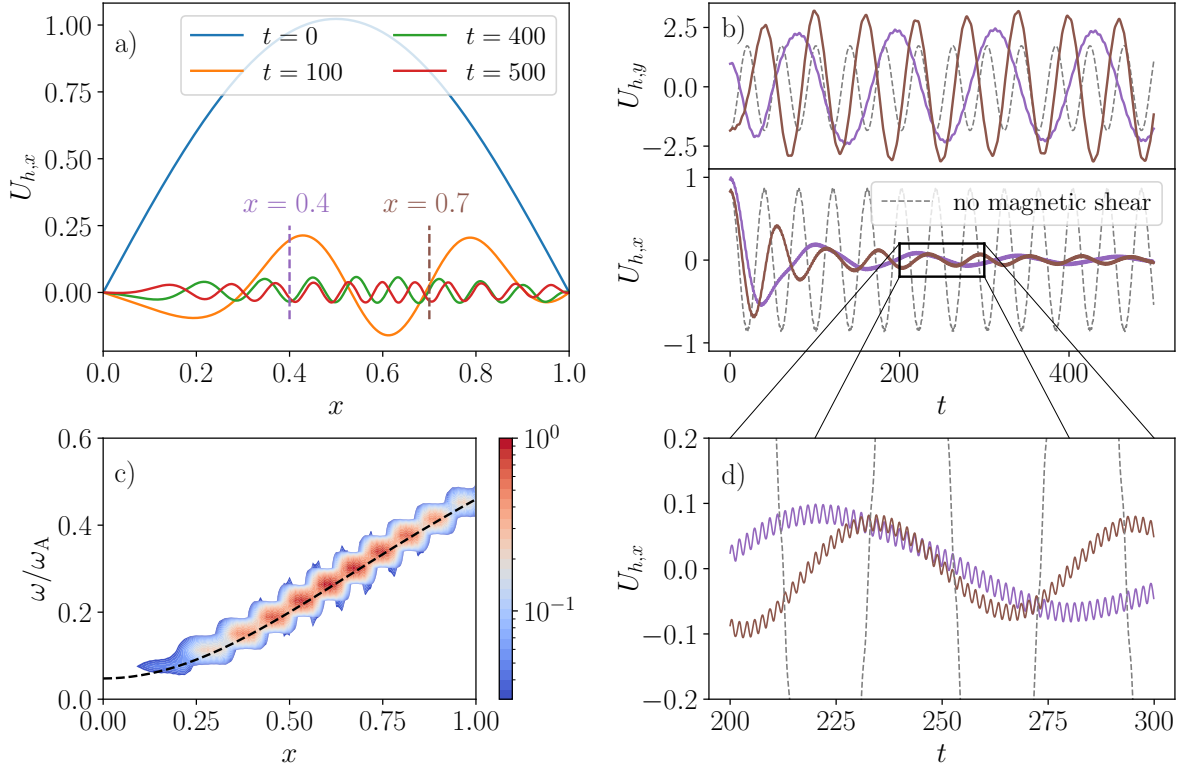 a)
t = 0
t = 100
t = 400
t = 500
1.00
0.75
0.50
0.25
0.00
U_{h,x}
x = 0.4
x = 0.7
0.0
0.2
0.4
0.6
0.8
1.0
x
b)
2.5
0.0
−2.5
U_{h,y}
no magnetic shear
1
0
−1
U_{h,x}
0
200
400
t
c)
0.6
0.4
0.2
0.0
ω/ω_A
0.00
0.25
0.50
0.75
1.00
x
10^0
10^{−1}
d)
0.2
0.1
0.0
−0.1
−0.2
U_{h,x}
200
225
250
275
300
t